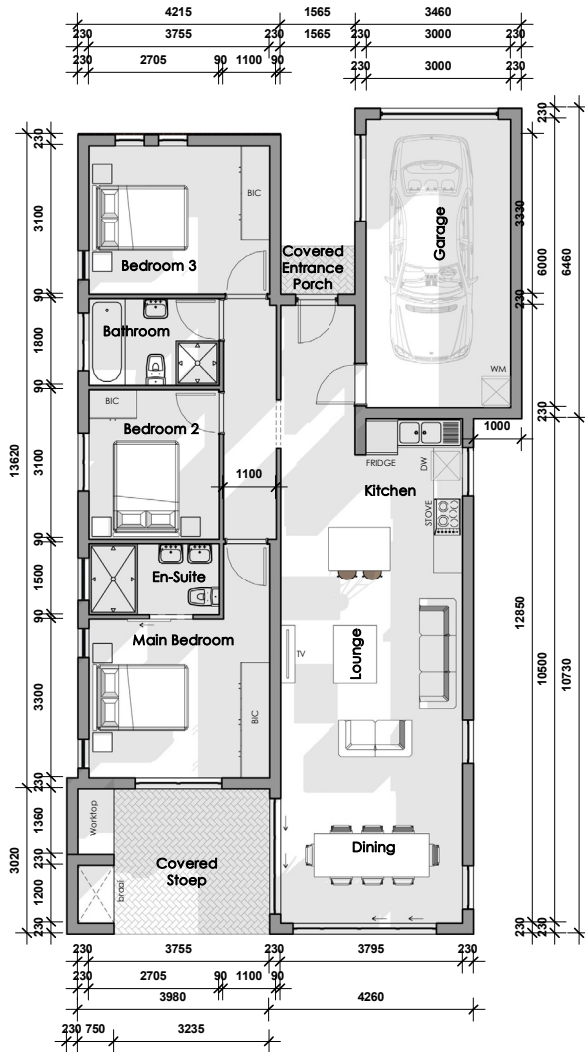 4215 1565 3460
230 3755 230 1565 230 3000 230
230 2705 90 1100 90 230 3000 230
230
3100
90
1800
90
3100
90
1500
90
3300
230
1360
230
1200
230
13620
3020
BIC
Bedroom 3
Covered
Entrance
Porch
Garage
WM
Bathroom
BIC
Bedroom 2
1100
FRIDGE
DW
Kitchen
STOVE
En-Suite
Main Bedroom
BIC
TV
Lounge
Worktop
braai
Covered
Stoep
Dining
1000
230
3330
230
12850
230
230
6000
230
10500
230
6460
10730
230 3755 230 3795 230
230 2705 90 1100 90
3980 4260
230 750 3235